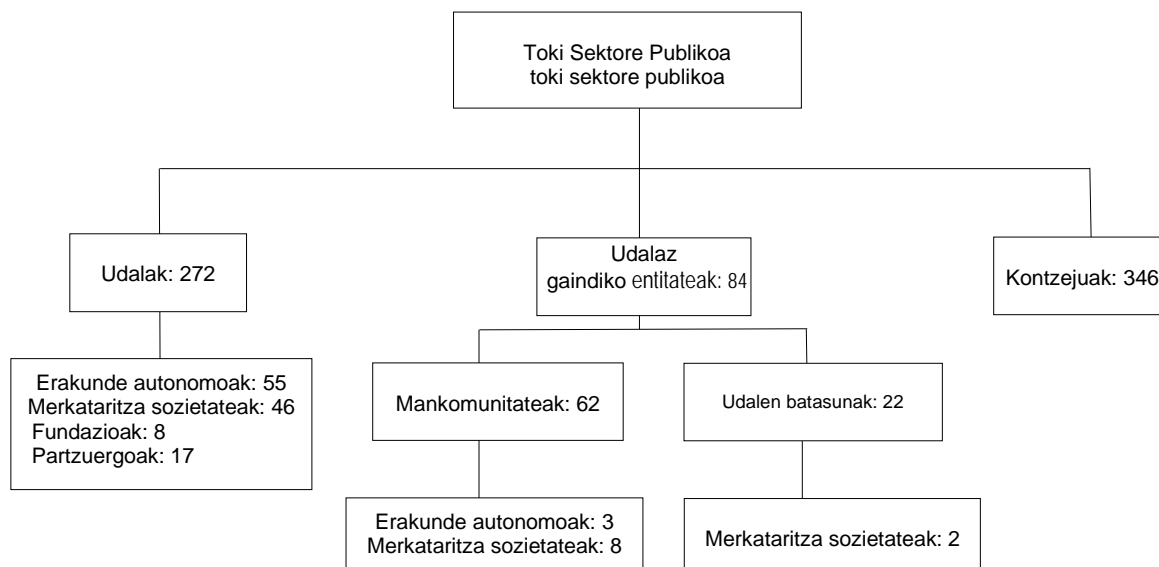 Toki Sektore Publikoa
toki sektore publikoa
Udalak: 272
Udalaz
gaindiko entitateak: 84
Kontzejuak: 346
Erakunde autonomoak: 55
Merkataritza sozietateak: 46
Fundazioak: 8
Partzuergoak: 17
Mankomunitateak: 62
Udalen batasunak: 22
Erakunde autonomoak: 3
Merkataritza sozietateak: 8
Merkataritza sozietateak: 2